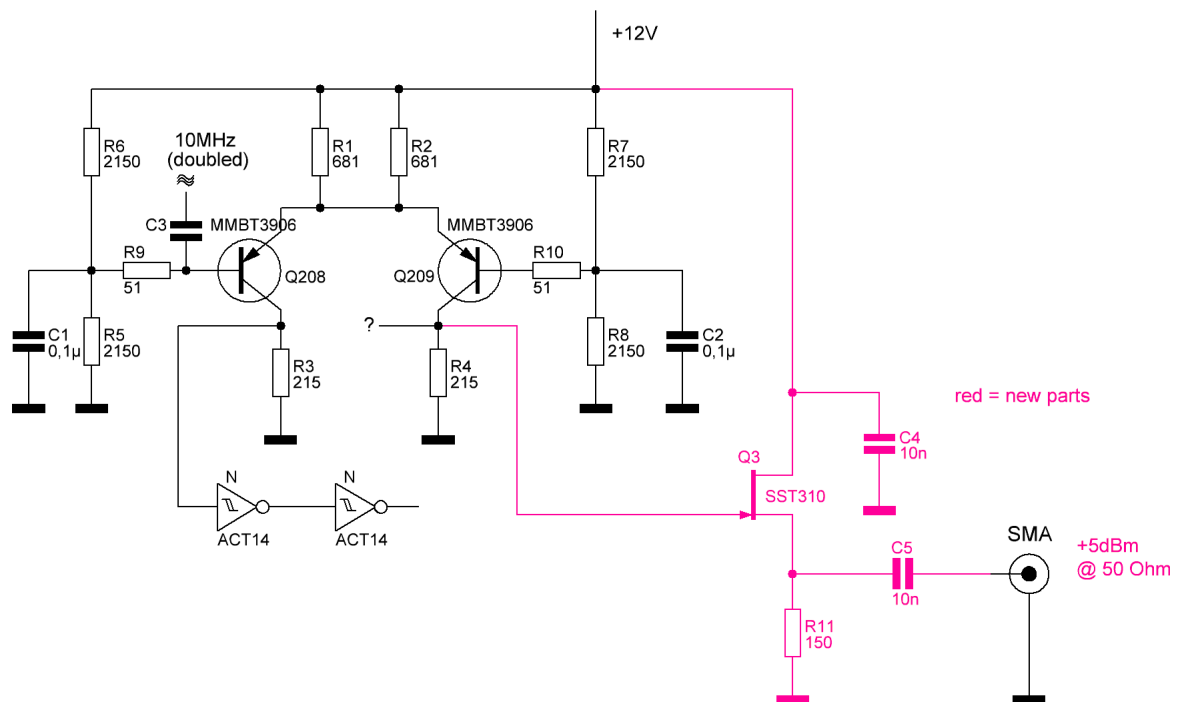 +12V
R6
2150
10MHz
(doubled)
≈
R1
681
R2
681
R7
2150
C3
MMBT3906
MMBT3906
R9
51
Q208
Q209
R10
51
C1
0,1µ
R5
2150
?
R3
215
R4
215
R8
2150
C2
0,1µ
red = new parts
C4
10n
Q3
SST310
N
N
ACT14
ACT14
C5
10n
SMA
+5dBm
@ 50 Ohm
R11
150